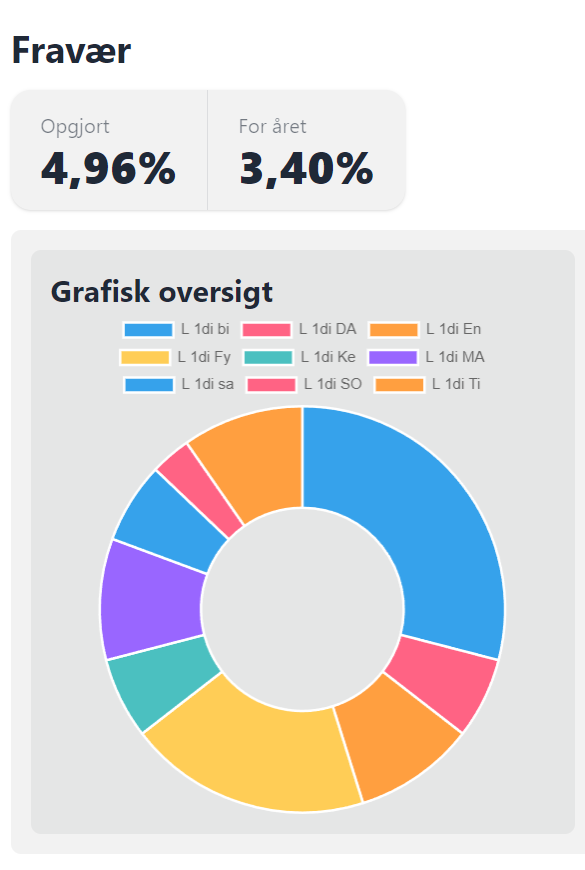 Fravær
Opgjort For året
4,96% 3,40%
Grafisk oversigt
L 1di bi L 1di DA L 1di En
L 1di Fy L 1di Ke L 1di MA
L 1di sa L 1di SO L 1di Ti